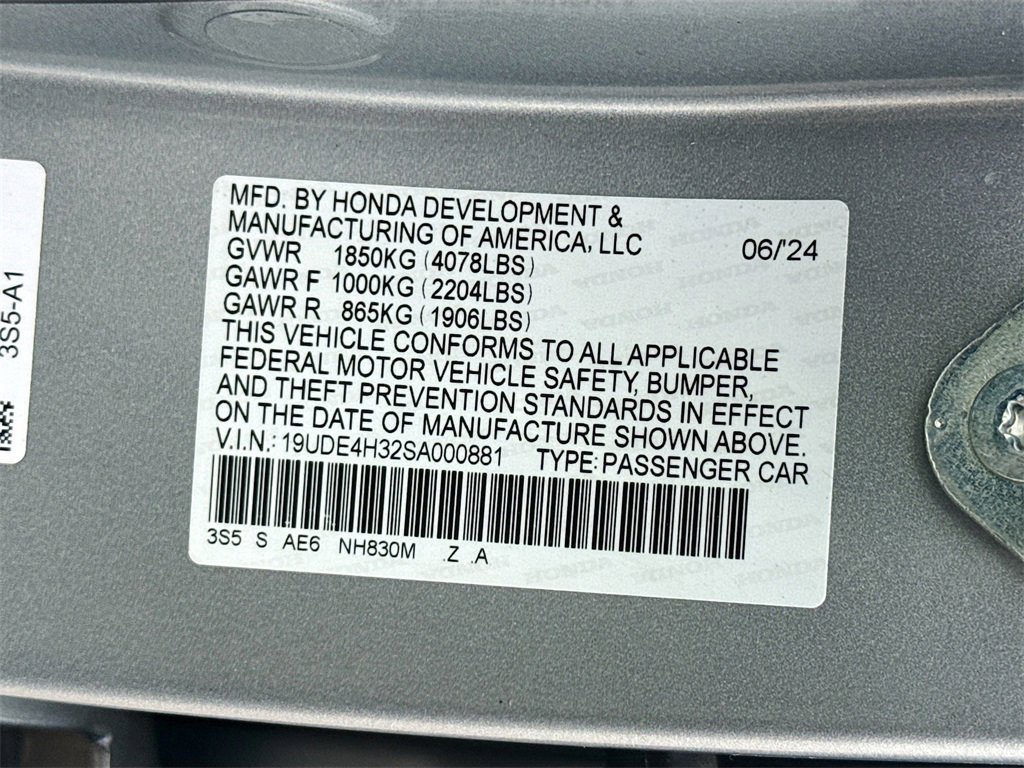 MFD. BY HONDA DEVELOPMENT &
MANUFACTURING OF AMERICA, LLC 06/'24
GVWR 1850KG (4078LBS)
GAWR F 1000KG (2204LBS)
GAWR R 865KG (1906LBS)
THIS VEHICLE CONFORMS TO ALL APPLICABLE
FEDERAL MOTOR VEHICLE SAFETY, BUMPER,
AND THEFT PREVENTION STANDARDS IN EFFECT
ON THE DATE OF MANUFACTURE SHOWN ABOVE.
V.I.N.: 19UDE4H32SA000881 TYPE: PASSENGER CAR
3S5 S AE6 NH830M .Z .A
3S5-A1